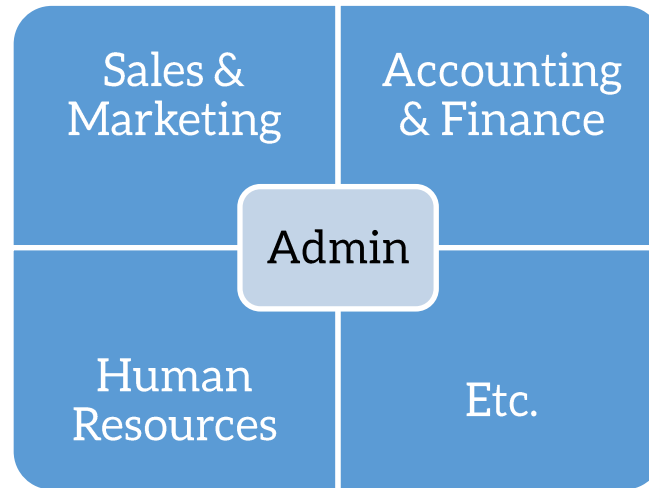 Sales &
Marketing
Accounting
& Finance
Admin
Human
Resources
Etc.